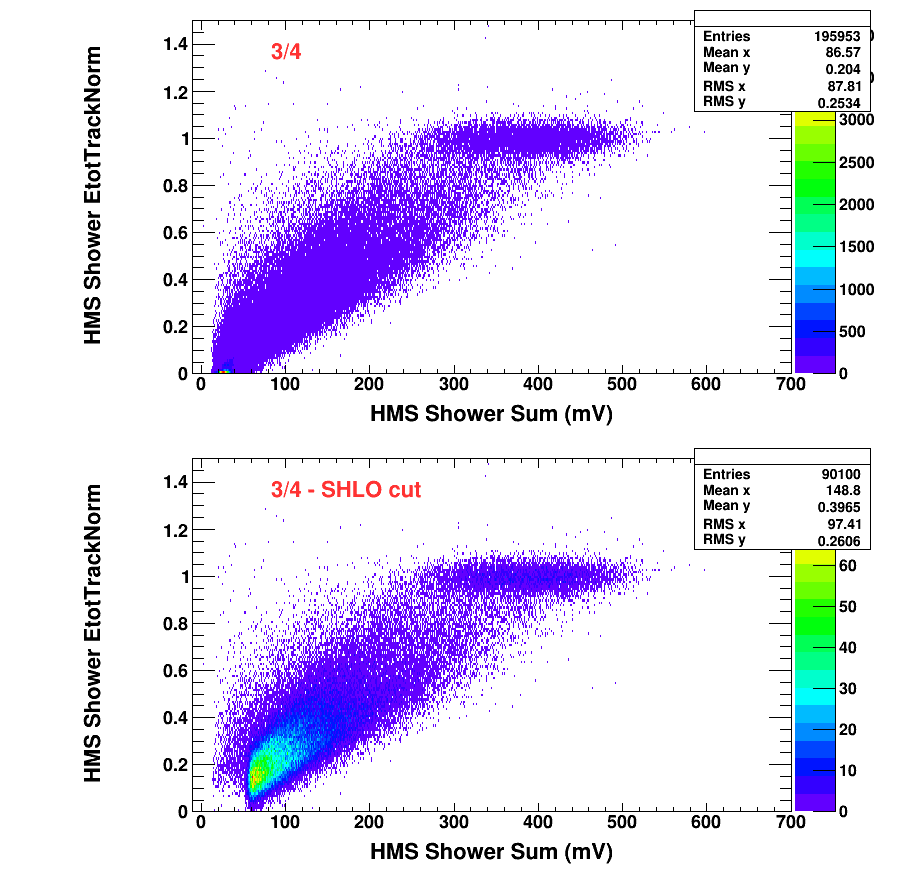 3/4
HMS Shower EtotTrackNorm
1.4
1.2
1
0.8
0.6
0.4
0.2
0
0 100 200 300 400 500 600 700
HMS Shower Sum (mV)
Entries 195953
Mean x 86.57
Mean y 0.204
RMS x 87.81
RMS y 0.2534
3000
2500
2000
1500
1000
500
0
3/4 - SHLO cut
HMS Shower EtotTrackNorm
1.4
1.2
1
0.8
0.6
0.4
0.2
0
0 100 200 300 400 500 600 700
HMS Shower Sum (mV)
Entries 90100
Mean x 148.8
Mean y 0.3965
RMS x 97.41
RMS y 0.2606
60
50
40
30
20
10
0